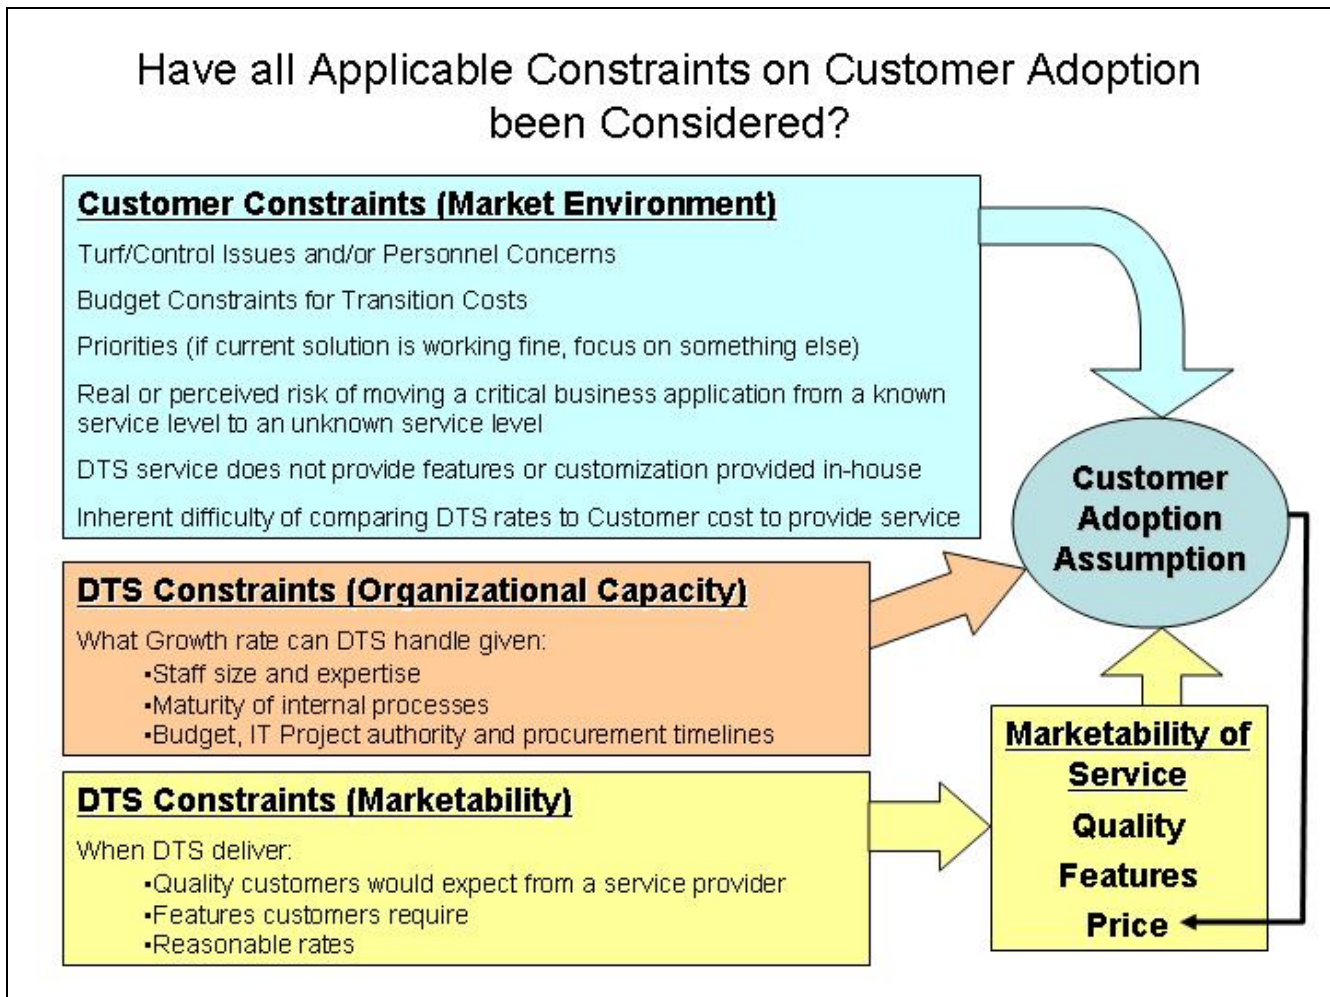 Have all Applicable Constraints on Customer Adoption
been Considered?
Customer Constraints (Market Environment)
Turf/Control Issues and/or Personnel Concerns
Budget Constraints for Transition Costs
Priorities (if current solution is working fine, focus on something else)
Real or perceived risk of moving a critical business application from a known
service level to an unknown service level
DTS service does not provide features or customization provided in-house
Inherent difficulty of comparing DTS rates to Customer cost to provide service
DTS Constraints (Organizational Capacity)
What Growth rate can DTS handle given:
▪Staff size and expertise
▪Maturity of internal processes
▪Budget, IT Project authority and procurement timelines
DTS Constraints (Marketability)
When DTS deliver:
▪Quality customers would expect from a service provider
▪Features customers require
▪Reasonable rates
Customer
Adoption
Assumption
Marketability of
Service
Quality
Features
Price